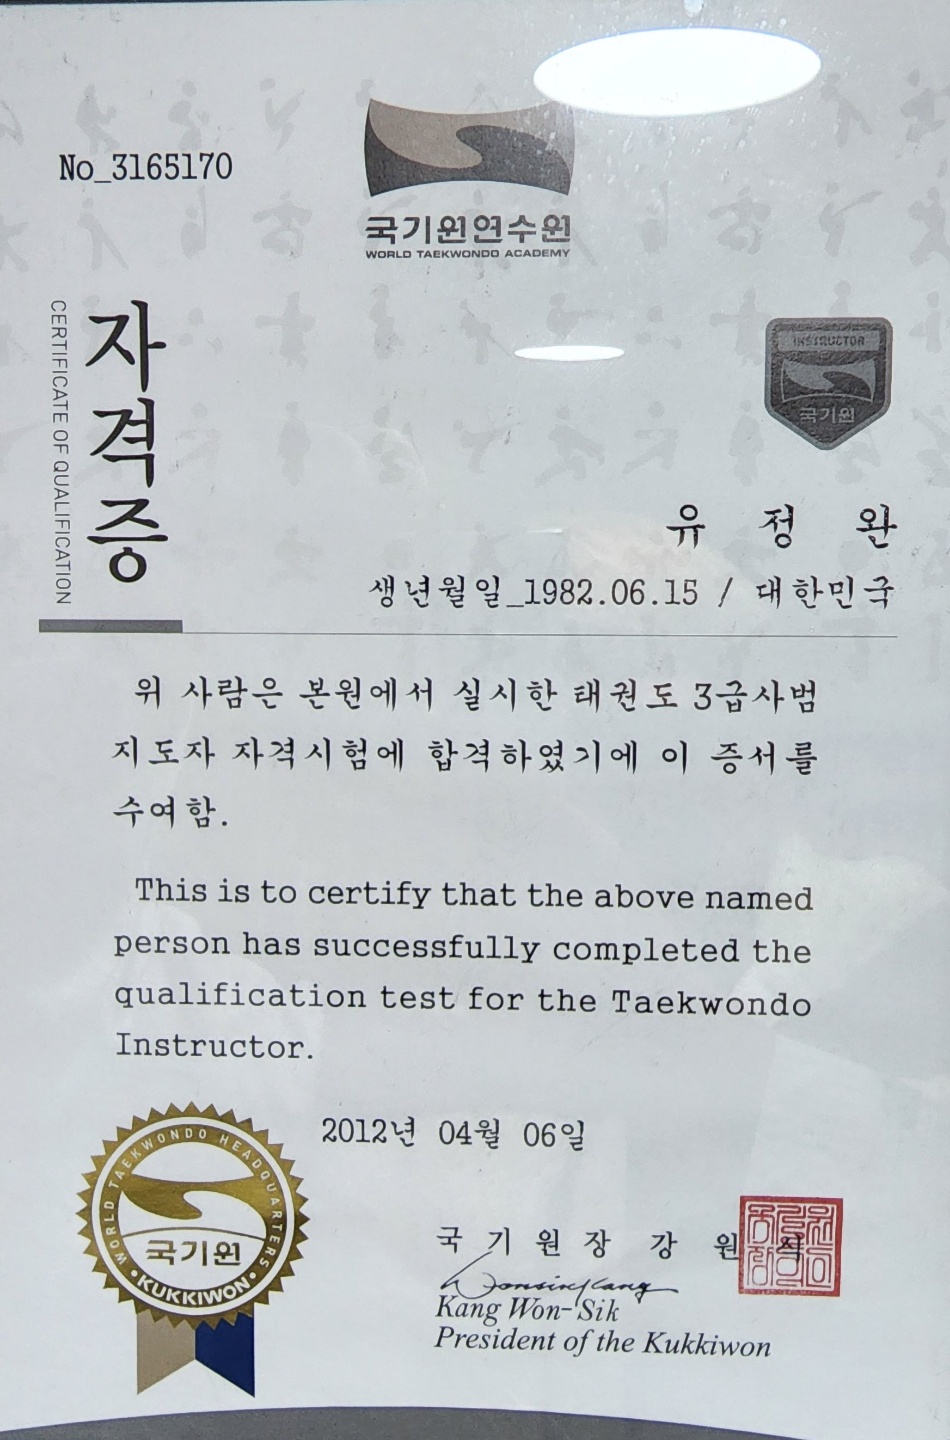 No_3165170
국기원연수원
WORLD TAEKWONDO ACADEMY
자격증
CERTIFICATE OF QUALIFICATION
INSTRUCTOR
국기원
유 정 완
생년월일_1982.06.15 / 대한민국
위 사람은 본원에서 실시한 태권도 3급사범
지도자 자격시험에 합격하였기에 이 증서를
수여함.
This is to certify that the above named
person has successfully completed the
qualification test for the Taekwondo
Instructor.
2012년 04월 06일
WORLD TAEKWONDO HEADQUARTERS
국기원
•KUKKIWON•
국 기 원 장 강 원 식
Kang Won-Sik
President of the Kukkiwon